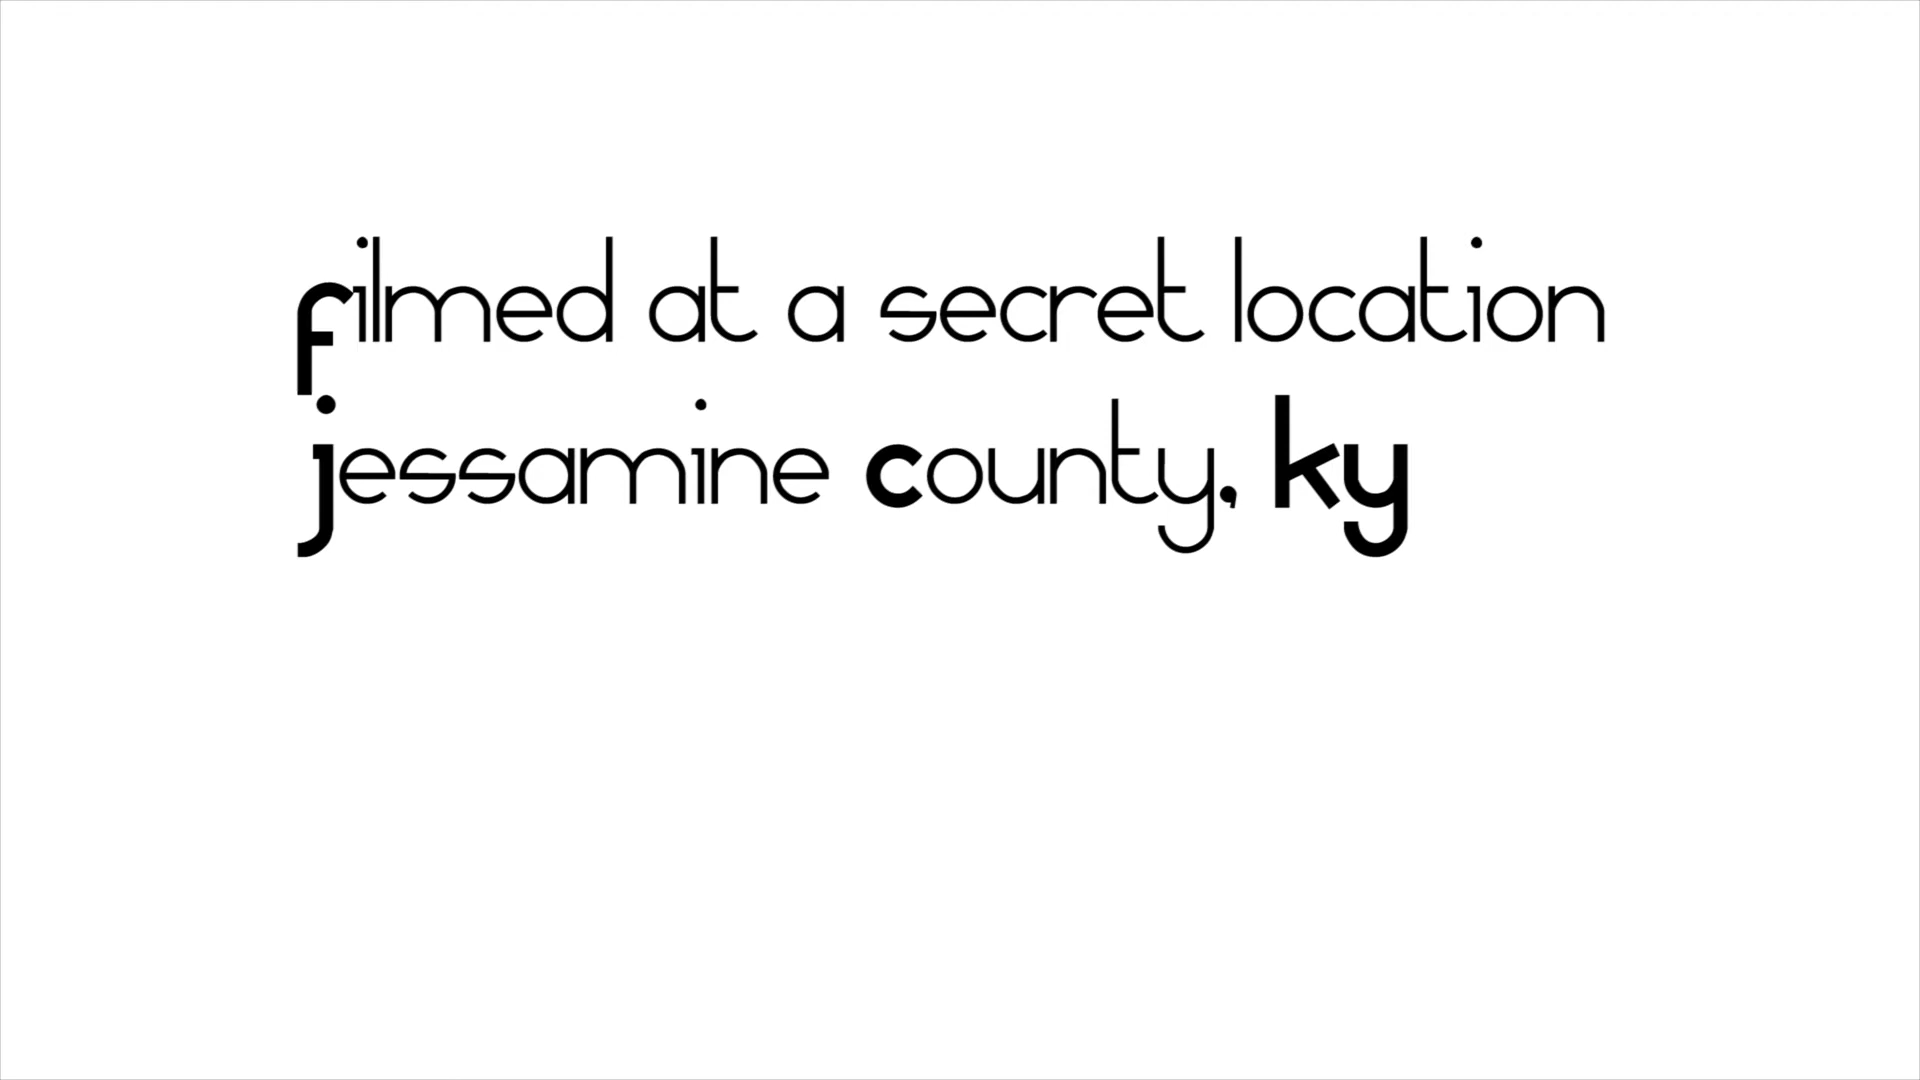 filmed at a secret location
jessamine county, ky